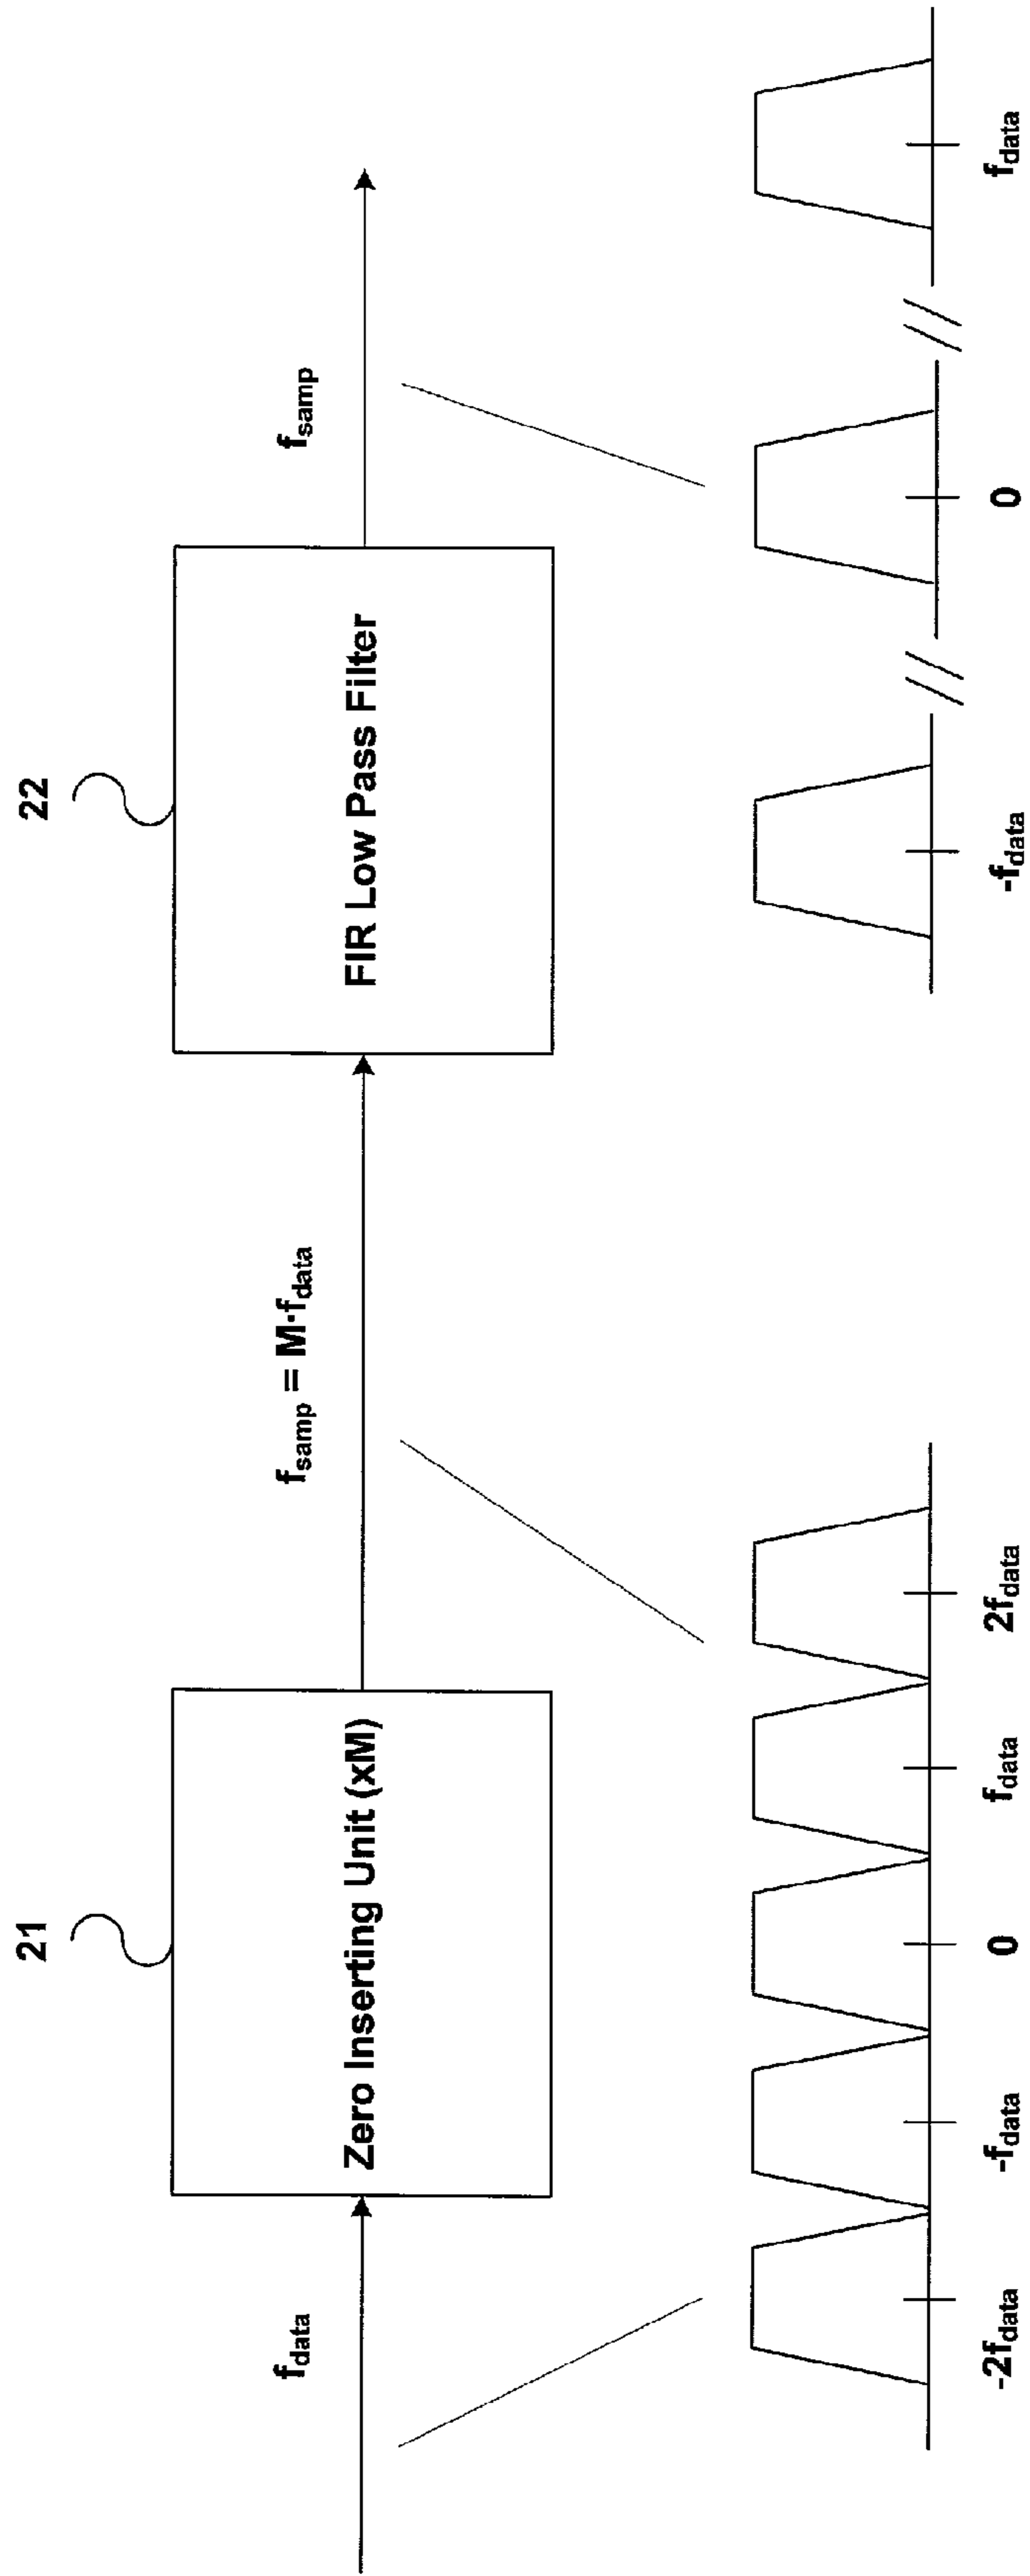 21
22
f_data
Zero Inserting Unit (xM)
f_samp = M·f_data
FIR Low Pass Filter
f_samp
-2f_data
-f_data
0
f_data
2f_data
-f_data
0
f_data